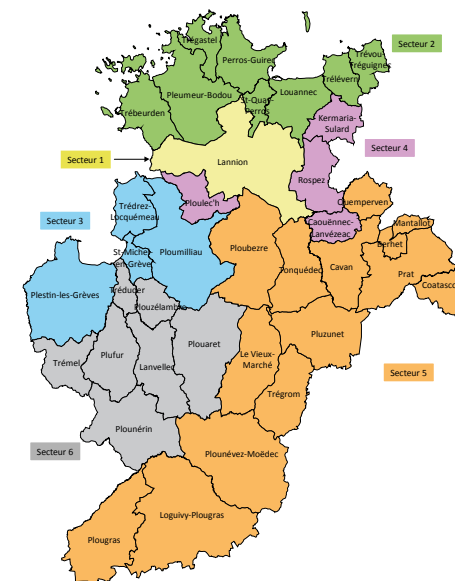 Trégastel
Perros-Guirec
Secteur 2
Trévou-
Tréguignec
Trélévern
Louannec
Pleumeur-Bodou
St-Quay-
Perros
Trébeurden
Kermaria-
Sulard
Secteur 4
Secteur 1
Lannion
Rospez
Ploulec'h
Quemperven
Trédrez-
Locquémeau
Secteur 3
Caouënnec-
Lanvézeac
Mantallot
Berhet
Ploumilliau
Ploubezre
St-Michel
-en-Grève
Tonquédec
Cavan
Prat
Coatascorn
Plestin-les-Grèves
Tréduder
Plouzélambre
Pluzunet
Plouaret
Le Vieux-
Marché
Plufur
Trémel
Lanvellec
Secteur 5
Trégrom
Plounérin
Secteur 6
Plounévez-Moëdec
Loguivy-Plougras
Plougras